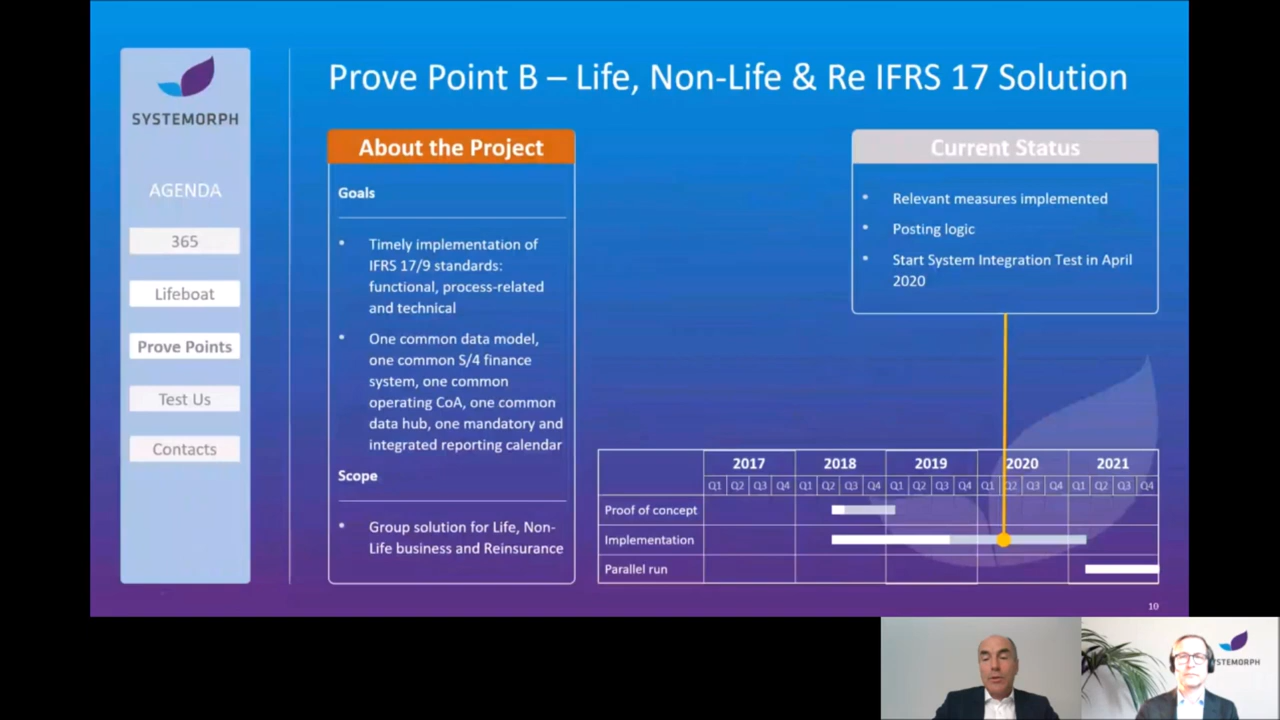 Prove Point B – Life, Non-Life & Re IFRS 17 Solution
SYSTEMORPH
AGENDA
365
Lifeboat
Prove Points
Test Us
Contacts
About the Project
Goals
• Timely implementation of
IFRS 17/9 standards:
functional, process-related
and technical
• One common data model,
one common S/4 finance
system, one common
operating CoA, one common
data hub, one mandatory and
integrated reporting calendar
Scope
• Group solution for Life, Non-
Life business and Reinsurance
Current Status
• Relevant measures implemented
• Posting logic
• Start System Integration Test in April
2020
2017 2018 2019 2020 2021
Q1 Q2 Q3 Q4 Q1 Q2 Q3 Q4 Q1 Q2 Q3 Q4 Q1 Q2 Q3 Q4 Q1 Q2 Q3 Q4
Proof of concept
Implementation
Parallel run
10
STEMORPH